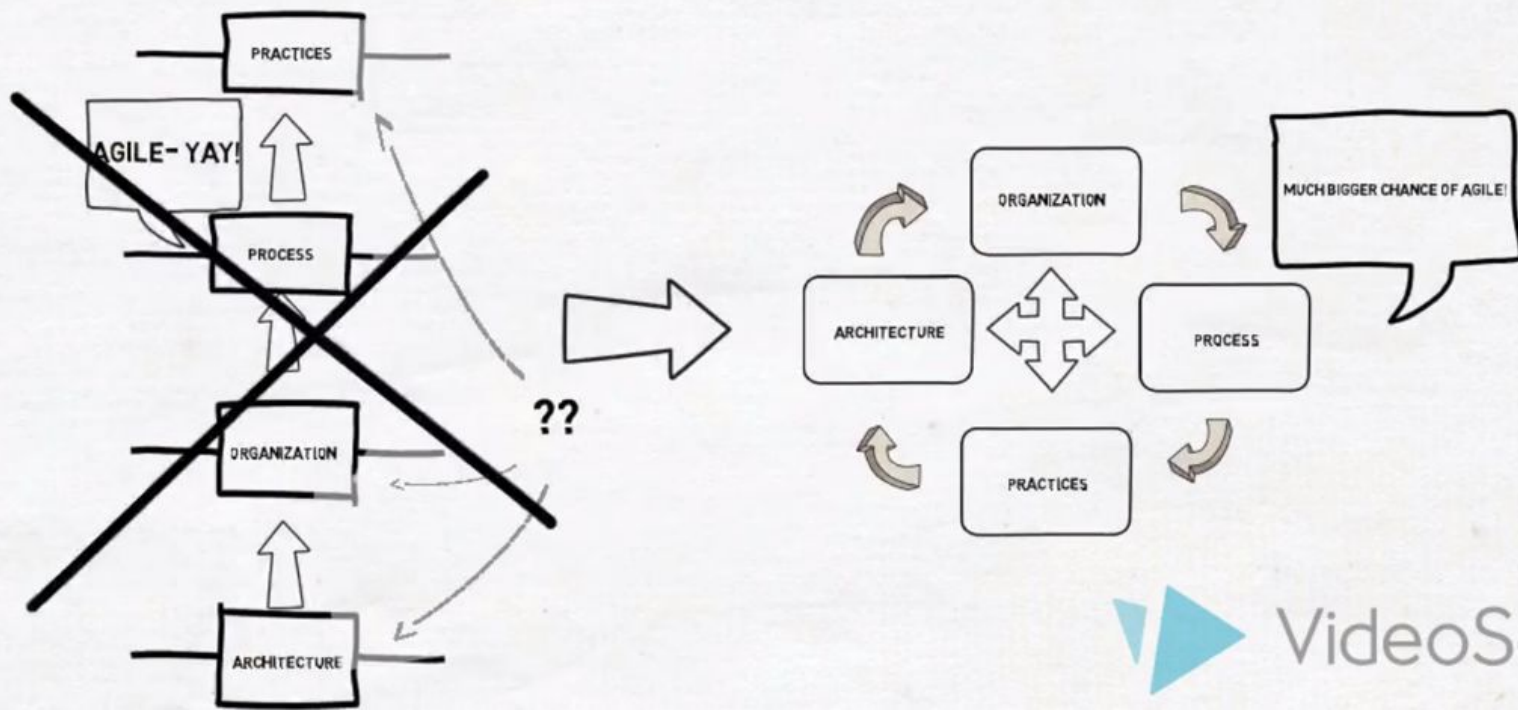 PRACTICES
AGILE- YAY!
PROCESS
??
ORGANIZATION
ARCHITECTURE
ORGANIZATION
MUCH BIGGER CHANCE OF AGILE!
ARCHITECTURE
PROCESS
PRACTICES
VideoS